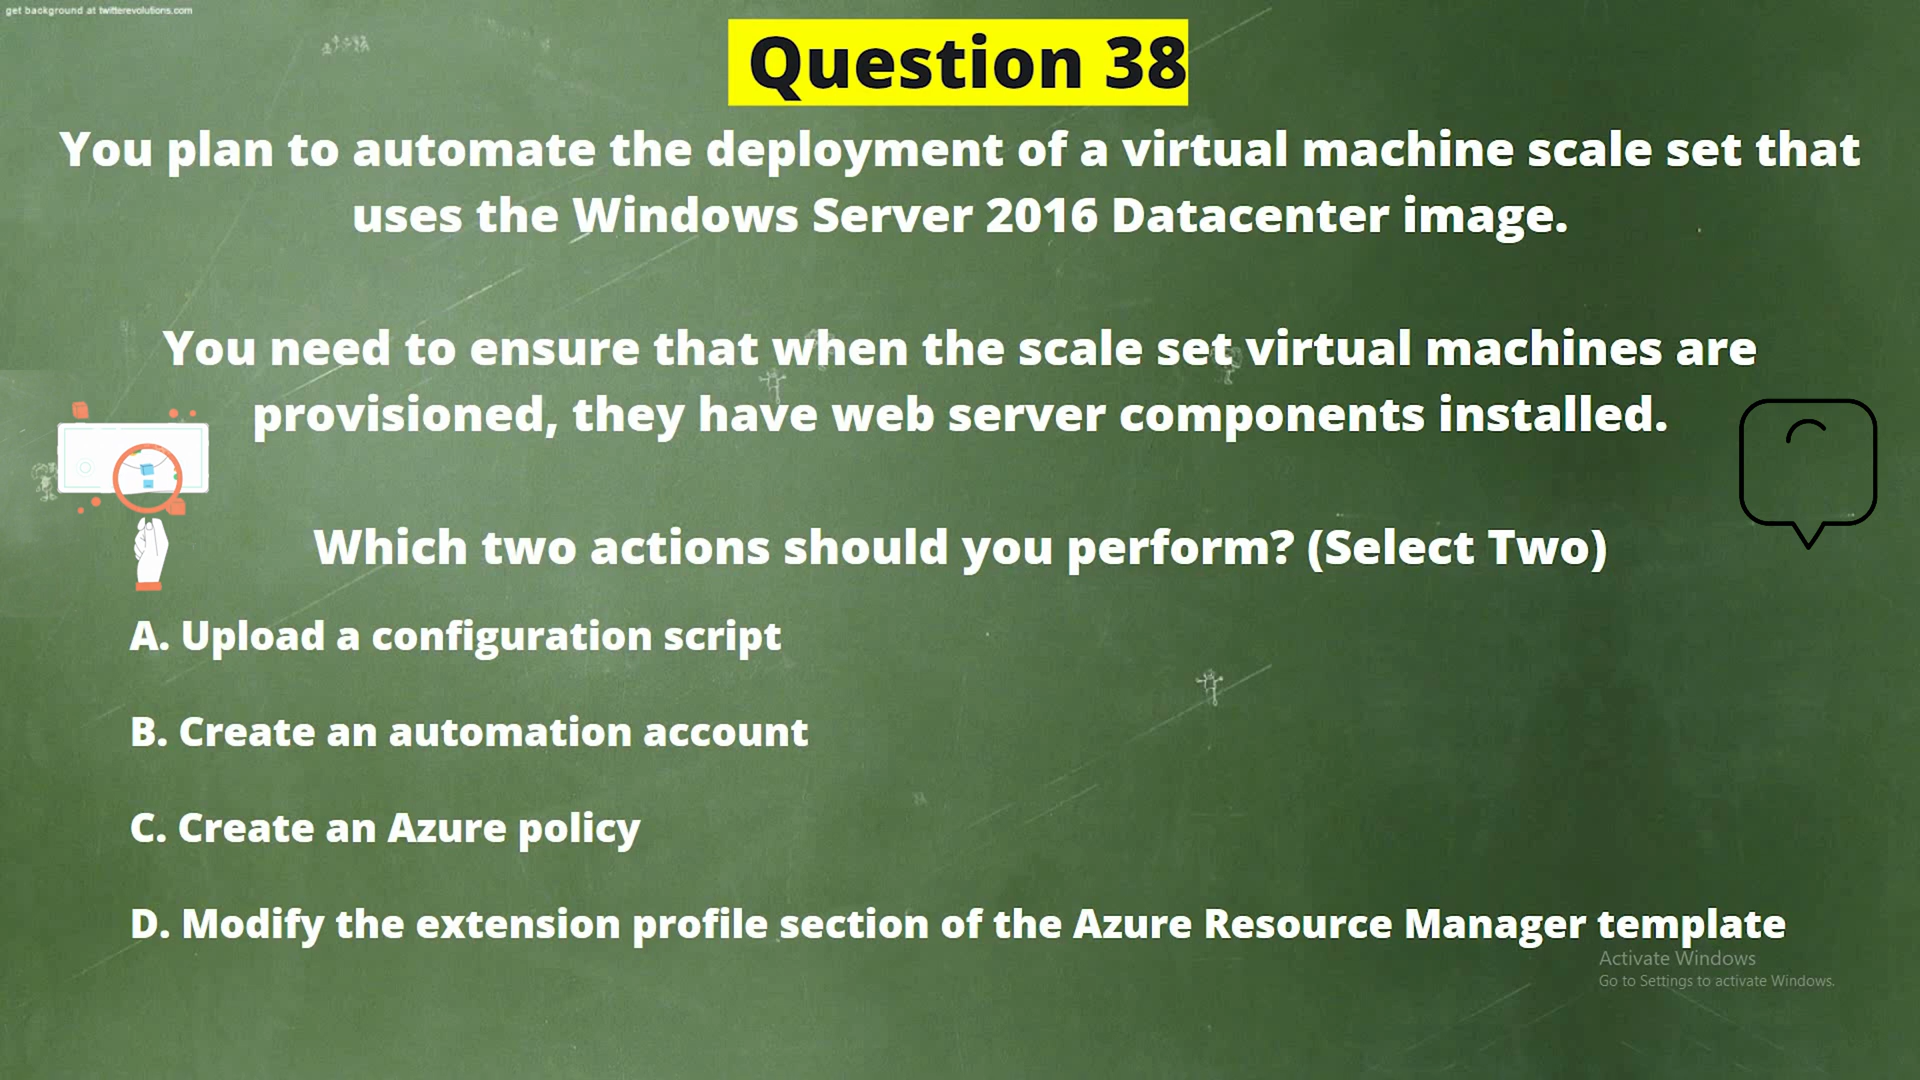 get background at twitterevolutions.com
Question 38
You plan to automate the deployment of a virtual machine scale set that
uses the Windows Server 2016 Datacenter image.
You need to ensure that when the scale set virtual machines are
provisioned, they have web server components installed.
Which two actions should you perform? (Select Two)
A. Upload a configuration script
B. Create an automation account
C. Create an Azure policy
D. Modify the extension profile section of the Azure Resource Manager template
Activate Windows
Go to Settings to activate Windows.